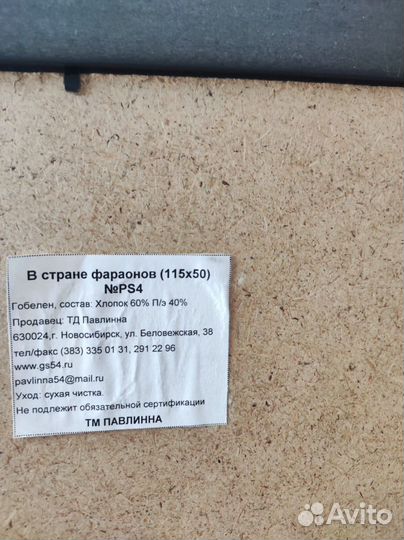 В стране фараонов (115х50)
№PS4
Гобелен, состав: Хлопок 60% П/э 40%
Продавец: ТД Павлинна
630024,г. Новосибирск, ул. Беловежская, 38
тел/факс (383) 335 01 31, 291 22 96
www.gs54.ru
pavlinna54@mail.ru
Уход: сухая чистка.
Не подлежит обязательной сертификации
ТМ ПАВЛИННА
Avito